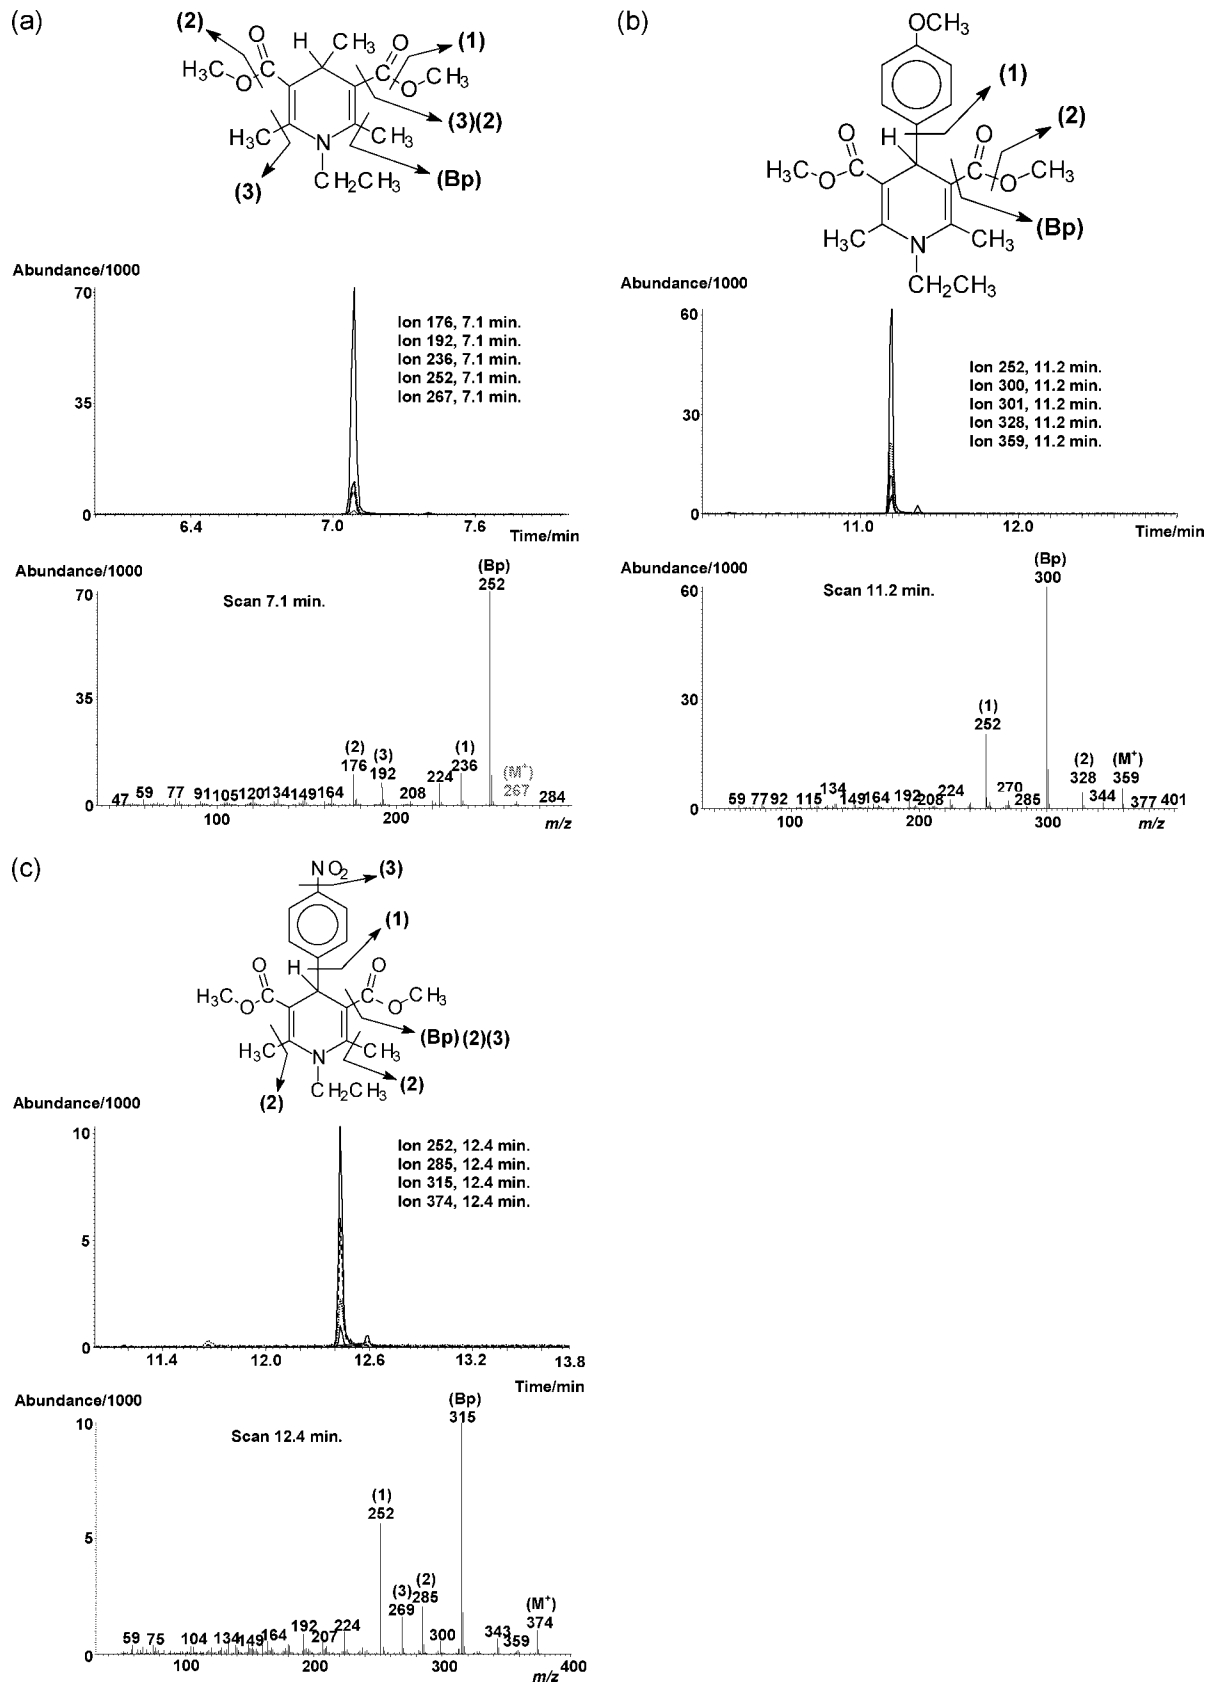 (a)
(2)
O
H
CH3
O
(1)
H3C
O
C
C
O
CH3
H3C
N
CH3
(3)(2)
(3)
CH2CH3
(Bp)
Abundance/1000
70
35
0
Ion 176, 7.1 min.
Ion 192, 7.1 min.
Ion 236, 7.1 min.
Ion 252, 7.1 min.
Ion 267, 7.1 min.
6.4 7.0 7.6
Time/min
Abundance/1000
Scan 7.1 min.
70
35
0
(Bp)
252
(2)
176
(3)
192
(1)
236
(M+)
267
47 59 77 91 105 120 134 149 164 208 224 284
100 200
m/z
(b)
OCH3
(1)
H
(2)
O
O
H3C
O
C
C
O
CH3
H3C
N
CH3
(Bp)
CH2CH3
Abundance/1000
60
30
0
Ion 252, 11.2 min.
Ion 300, 11.2 min.
Ion 301, 11.2 min.
Ion 328, 11.2 min.
Ion 359, 11.2 min.
11.0 12.0
Time/min
Abundance/1000
Scan 11.2 min.
60
30
0
(Bp)
300
(1)
252
(2)
328
(M+)
359
59 77 92 115 134 149 164 192 208 224 270 285 344 377 401
100 200 300
m/z
(c)
NO2
(3)
(1)
H
O
O
H3C
O
C
C
O
CH3
(Bp)(2)(3)
H3C
N
CH3
(2)
(2)
CH2CH3
Abundance/1000
10
5
0
Ion 252, 12.4 min.
Ion 285, 12.4 min.
Ion 315, 12.4 min.
Ion 374, 12.4 min.
11.4 12.0 12.6 13.2 13.8
Time/min
Abundance/1000
Scan 12.4 min.
10
5
0
(Bp)
315
(1)
252
(3)
269
(2)
285
(M+)
374
59 75 104 134 149 164 192 207 224 300 343 359
100 200 300 400
m/z